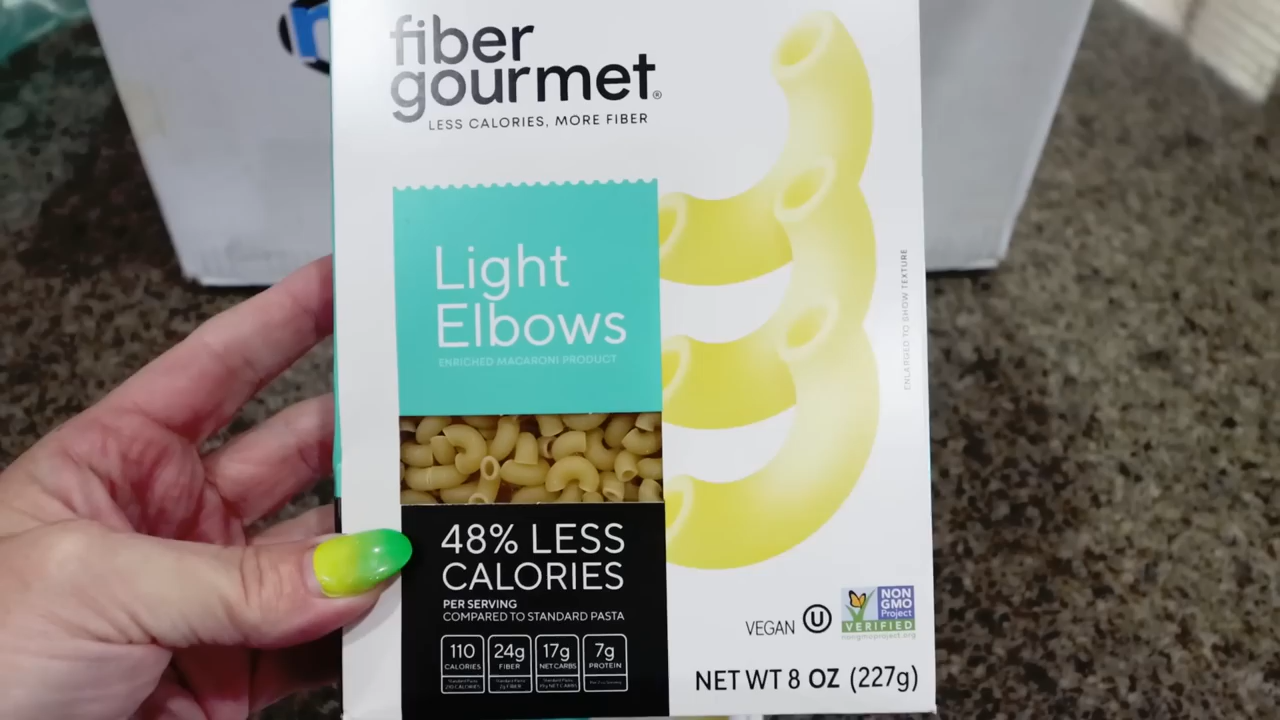 fiber
gourmet®
LESS CALORIES, MORE FIBER
Light
Elbows
ENRICHED MACARONI PRODUCT
ENLARGED TO SHOW TEXTURE
48% LESS
CALORIES
PER SERVING
COMPARED TO STANDARD PASTA
110
CALORIES
24g
FIBER
17g
NET CARBS
7g
PROTEIN
VEGAN
U
NON
GMO
Project
VERIFIED
nongmoproject.org
NET WT 8 OZ (227g)